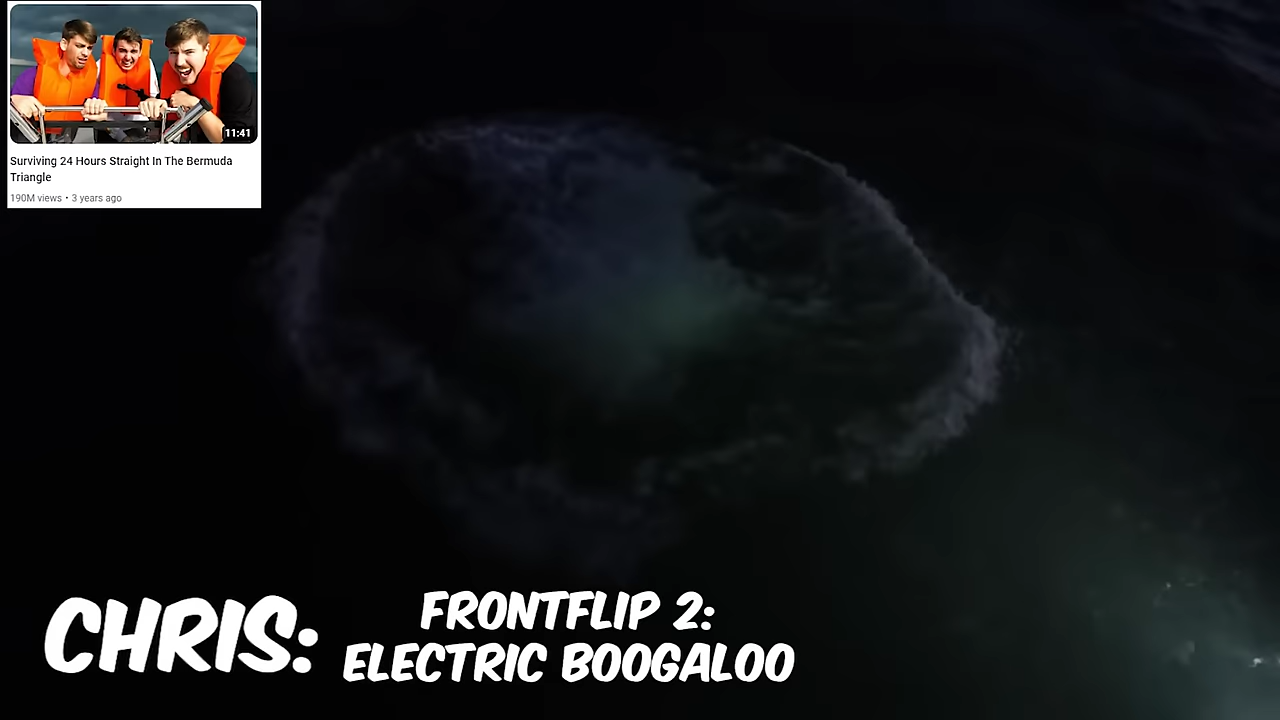 11:41
Surviving 24 Hours Straight In The Bermuda
Triangle
190M views • 3 years ago
CHRIS:
FRONTFLIP 2:
ELECTRIC BOOGALOO